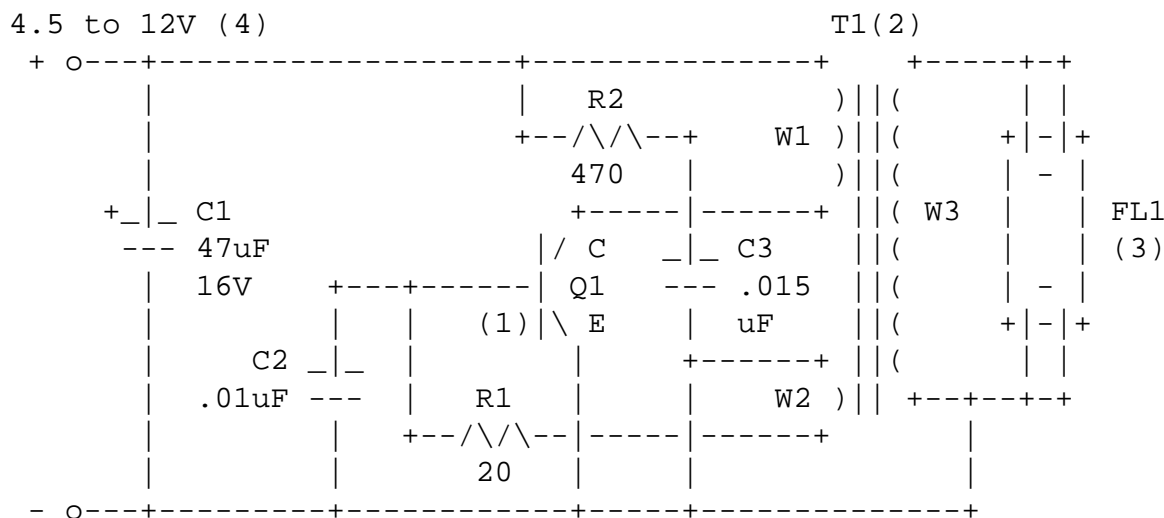 4.5 to 12V (4)                              T1(2)
 + o---+-------------------+---------------+    +-----+-+
       |                   |   R2           )||(      | |
       |                   +--/\/\--+    W1 )||(     +|-|+
       |                     470    |       )||(     | - |
    +_|_ C1                  +-----|------+ ||( W3  |   | FL1
     --- 47uF              |/ C   _|_ C3    ||(     |   | (3)
      |  16V    +---+------| Q1   --- .015  ||(     | - |
      |         |   |   (1)|\ E    |  uF    ||(     +|-|+
      |     C2 _|_  |        |     +------+ ||(      | |
      |  .01uF ---  |   R1   |     |    W2 )|| +--+--+-+
      |         |   +--/\/\--|-----|------+       |
      |         |       20   |     |              |
 - o---+---------+------------+-----+--------------+